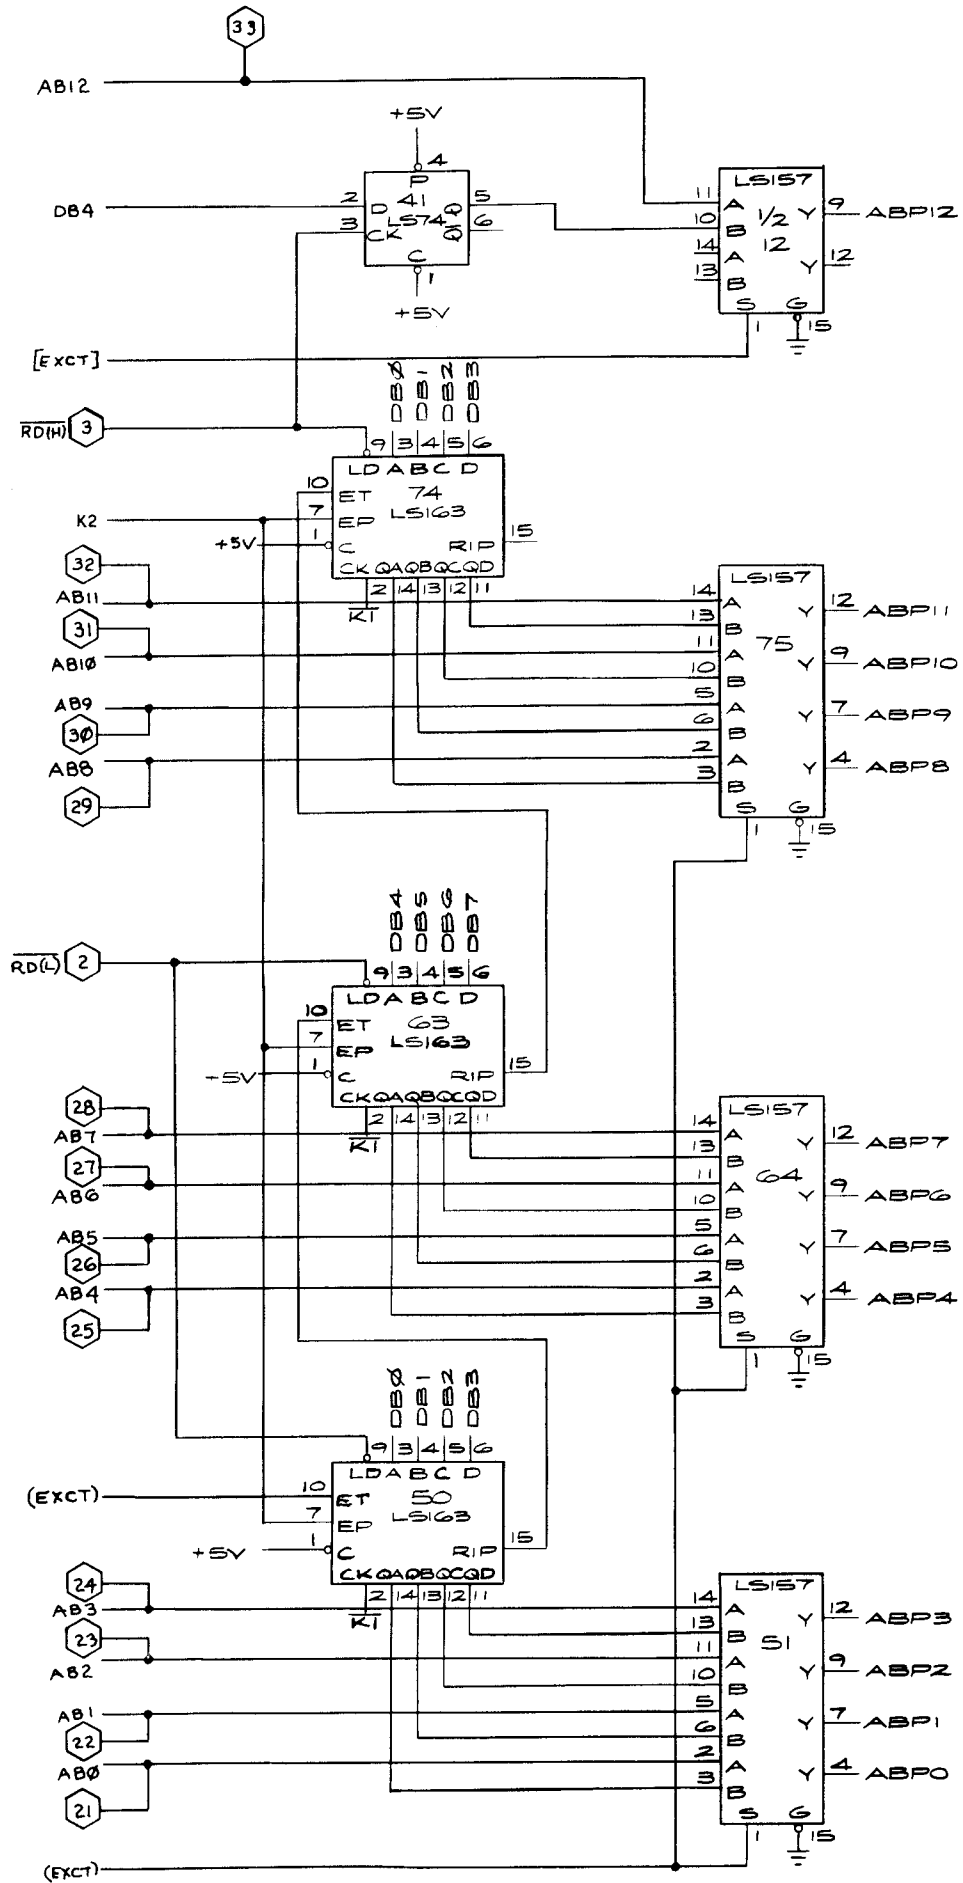 33
AB12
+5V
4
P
LS157
DB4
2 D 41 Q 5
3 CK LS74 Q̅ 6
C
1
+5V
11 A Y 9 ABP12
10 B 1/2
14 A 12 Y 12
13 B
S G
1 15
[EXCT]
DBØ DB1 DB2 DB3
R̅D̅(̅H̅)̅ 3
9 3 4 5 6
LD A B C D
10 ET 74
7 EP LS163
K2
+5V 1 C RIP 15
CK QA QB QC QD
2 14 13 12 11
K̅1̅
LS157
32
AB11 14 A Y 12 ABP11
13 B
31
75
AB1Ø 11 A Y 9 ABP10
10 B
AB9 5 A Y 7 ABP9
30
6 B
AB8 2 A Y 4 ABP8
3 B
29
S G
1 15
DB4 DB5 DB6 DB7
R̅D̅(̅L̅)̅ 2
9 3 4 5 6
LD A B C D
10 ET 63
7 EP LS163
+5V 1 C RIP 15
CK QA QB QC QD
2 14 13 12 11
K̅1̅
LS157
28
AB7 14 A Y 12 ABP7
13 B
27
64
AB6 11 A Y 9 ABP6
10 B
AB5 5 A Y 7 ABP5
26
6 B
AB4 2 A Y 4 ABP4
3 B
25
S G
1 15
DBØ DB1 DB2 DB3
9 3 4 5 6
LD A B C D
(EXCT) 10 ET 50
7 EP LS163
+5V 1 C RIP 15
CK QA QB QC QD
2 14 13 12 11
K̅1̅
LS157
24
AB3 14 A Y 12 ABP3
13 B
23
51
AB2 11 A Y 9 ABP2
10 B
AB1 5 A Y 7 ABP1
22
6 B
ABØ 2 A Y 4 ABP0
3 B
21
S G
1 15
(EXCT)